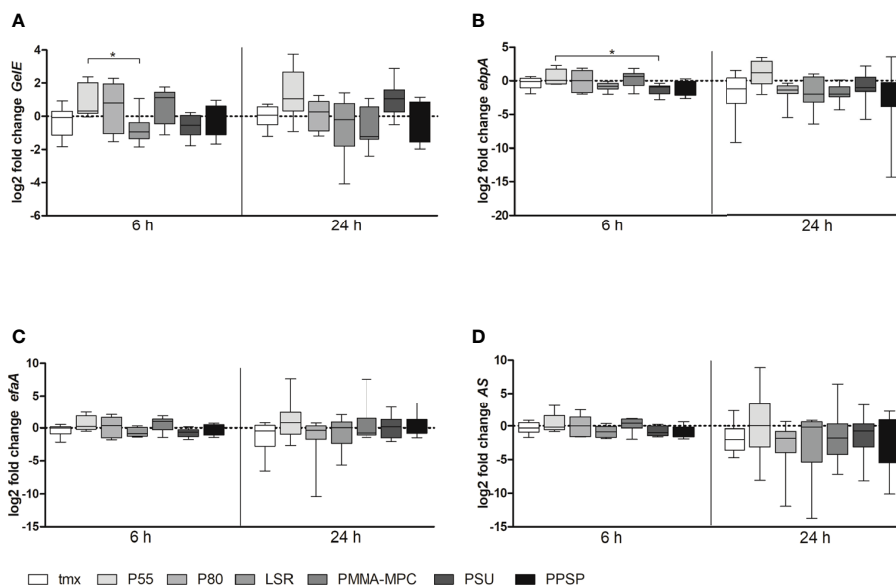 A
log2 fold change GelE
4
2
0
-2
-4
-6
*
6 h
24 h
B
log2 fold change ebpA
5
0
-5
-10
-15
-20
*
6 h
24 h
C
log2 fold change efaA
10
5
0
-5
-10
-15
6 h
24 h
D
log2 fold change AS
10
5
0
-5
-10
-15
6 h
24 h
tmx P55 P80 LSR PMMA-MPC PSU PPSP